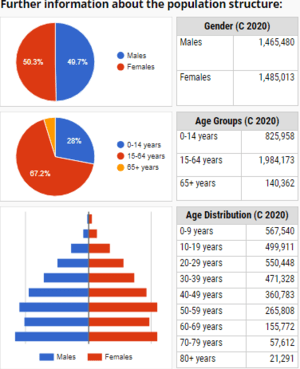 Further information about the population structure:
Gender (C 2020)
Males 1,465,480
Females 1,485,013
50.3%
49.7%
Males
Females
Age Groups (C 2020)
0-14 years 825,958
15-64 years 1,984,173
65+ years 140,362
28%
67.2%
0-14 years
15-64 years
65+ years
Age Distribution (C 2020)
0-9 years 567,540
10-19 years 499,911
20-29 years 550,448
30-39 years 471,328
40-49 years 360,783
50-59 years 265,808
60-69 years 155,772
70-79 years 57,612
80+ years 21,291
Males
Females